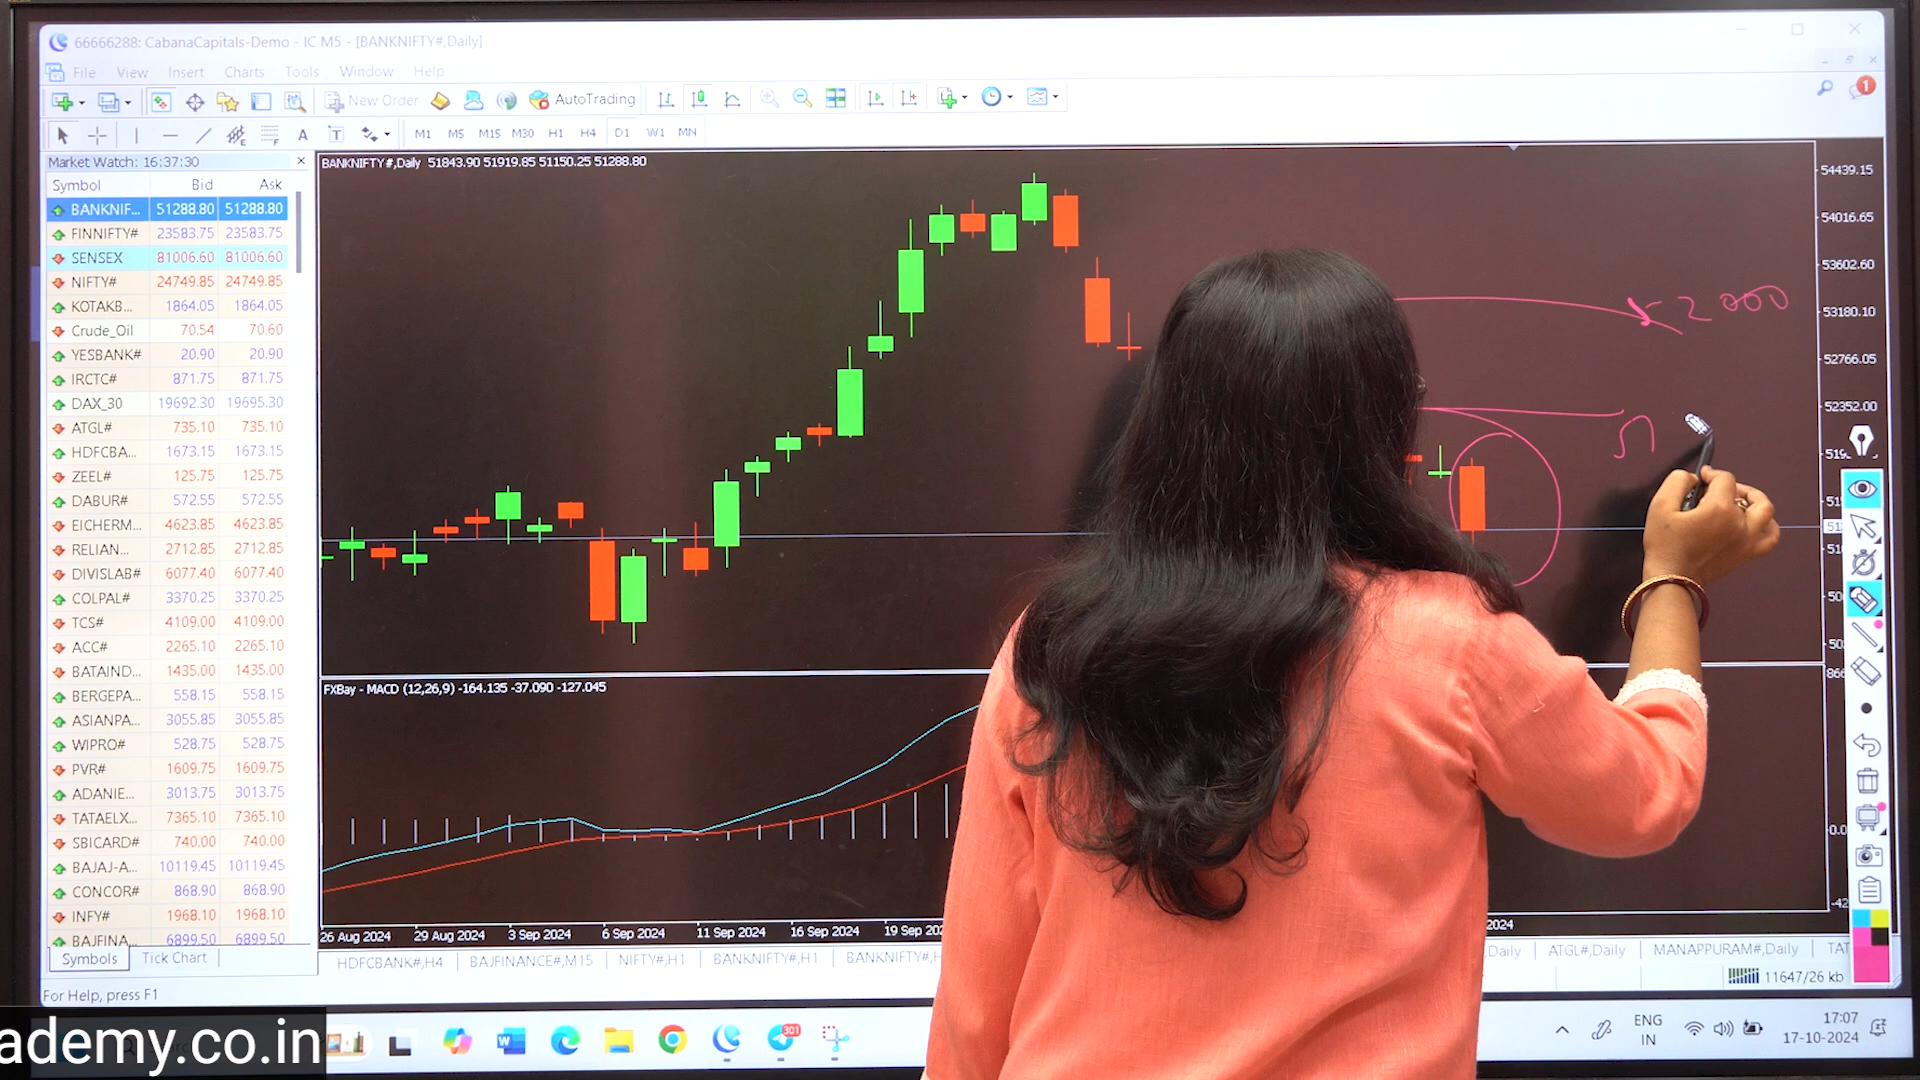 66666288: CabanaCapitals-Demo - IC M5 - [BANKNIFTY#,Daily]
File View Insert Charts Tools Window Help
New Order AutoTrading 1
A T M1 M5 M15 M30 H1 H4 D1 W1 MN
Market Watch: 16:37:30
Symbol Bid Ask
BANKNIF... 51288.80 51288.80
FINNIFTY# 23583.75 23583.75
SENSEX 81006.60 81006.60
NIFTY# 24749.85 24749.85
KOTAKB... 1864.05 1864.05
Crude_Oil 70.54 70.60
YESBANK# 20.90 20.90
IRCTC# 871.75 871.75
DAX_30 19692.30 19695.30
ATGL# 735.10 735.10
HDFCBA... 1673.15 1673.15
ZEEL# 125.75 125.75
DABUR# 572.55 572.55
EICHERM... 4623.85 4623.85
RELIAN... 2712.85 2712.85
DIVISLAB# 6077.40 6077.40
COLPAL# 3370.25 3370.25
TCS# 4109.00 4109.00
ACC# 2265.10 2265.10
BATAIND... 1435.00 1435.00
BERGEPA... 558.15 558.15
ASIANPA... 3055.85 3055.85
WIPRO# 528.75 528.75
PVR# 1609.75 1609.75
ADANIE... 3013.75 3013.75
TATAELX... 7365.10 7365.10
SBICARD# 740.00 740.00
BAJAJ-A... 10119.45 10119.45
CONCOR# 868.90 868.90
INFY# 1968.10 1968.10
BAJFINA... 6899.50 6899.50
Symbols Tick Chart
For Help, press F1
BANKNIFTY#,Daily 51843.90 51919.85 51150.25 51288.80
54439.15
54016.65
53602.60
53180.10
52766.05
52352.00
2000
FXBay - MACD (12,26,9) -164.135 -37.090 -127.045
26 Aug 2024 29 Aug 2024 3 Sep 2024 6 Sep 2024 11 Sep 2024 16 Sep 2024 19 Sep 2024
HDFCBANK#,H4 BAJFINANCE#,M15 NIFTY#,H1 BANKNIFTY#,H1 BANKNIFTY#,H Daily ATGL#,Daily MANAPPURAM#,Daily TAT
11647/26 kb
ademy.co.in
301
ENG
IN
17:07
17-10-2024